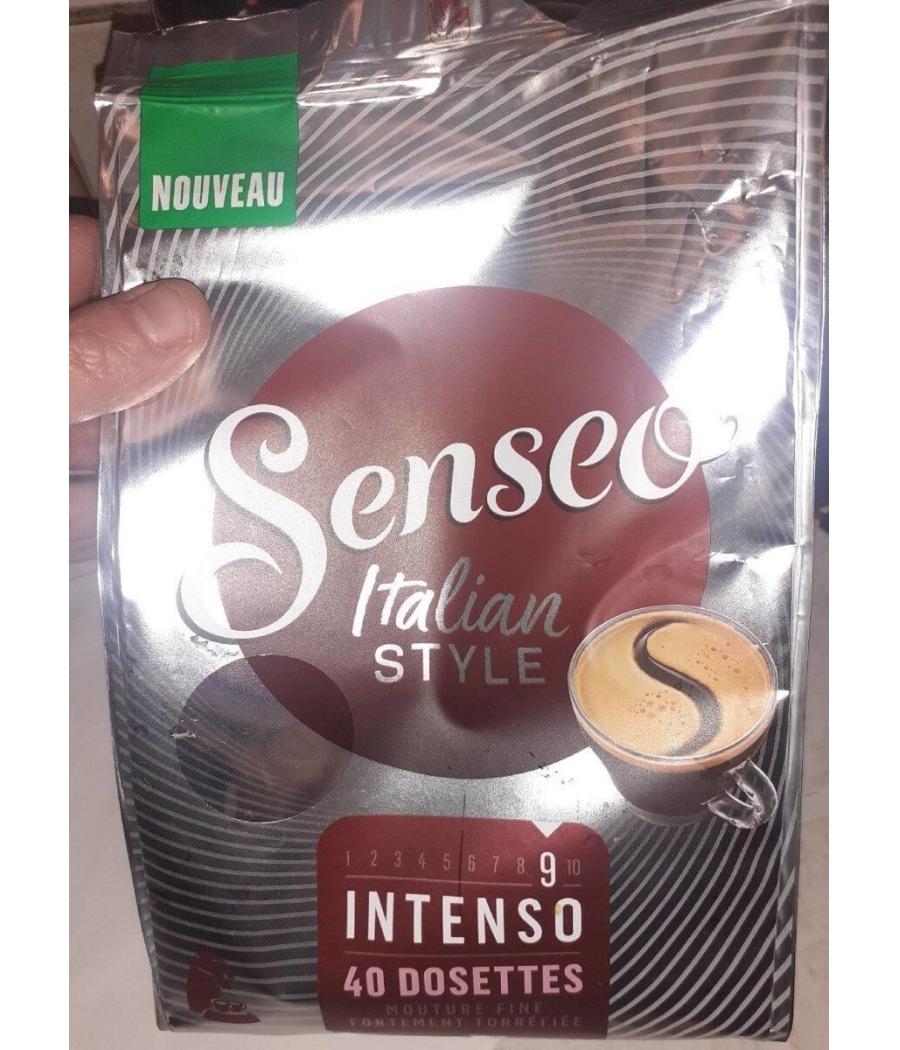 NOUVEAU
Senseo
Italian
STYLE
1 2 3 4 5 6 7 8 9 10
INTENSO
40 DOSETTES
MOUTURE FINE
FORTEMENT TORRÉFIÉE